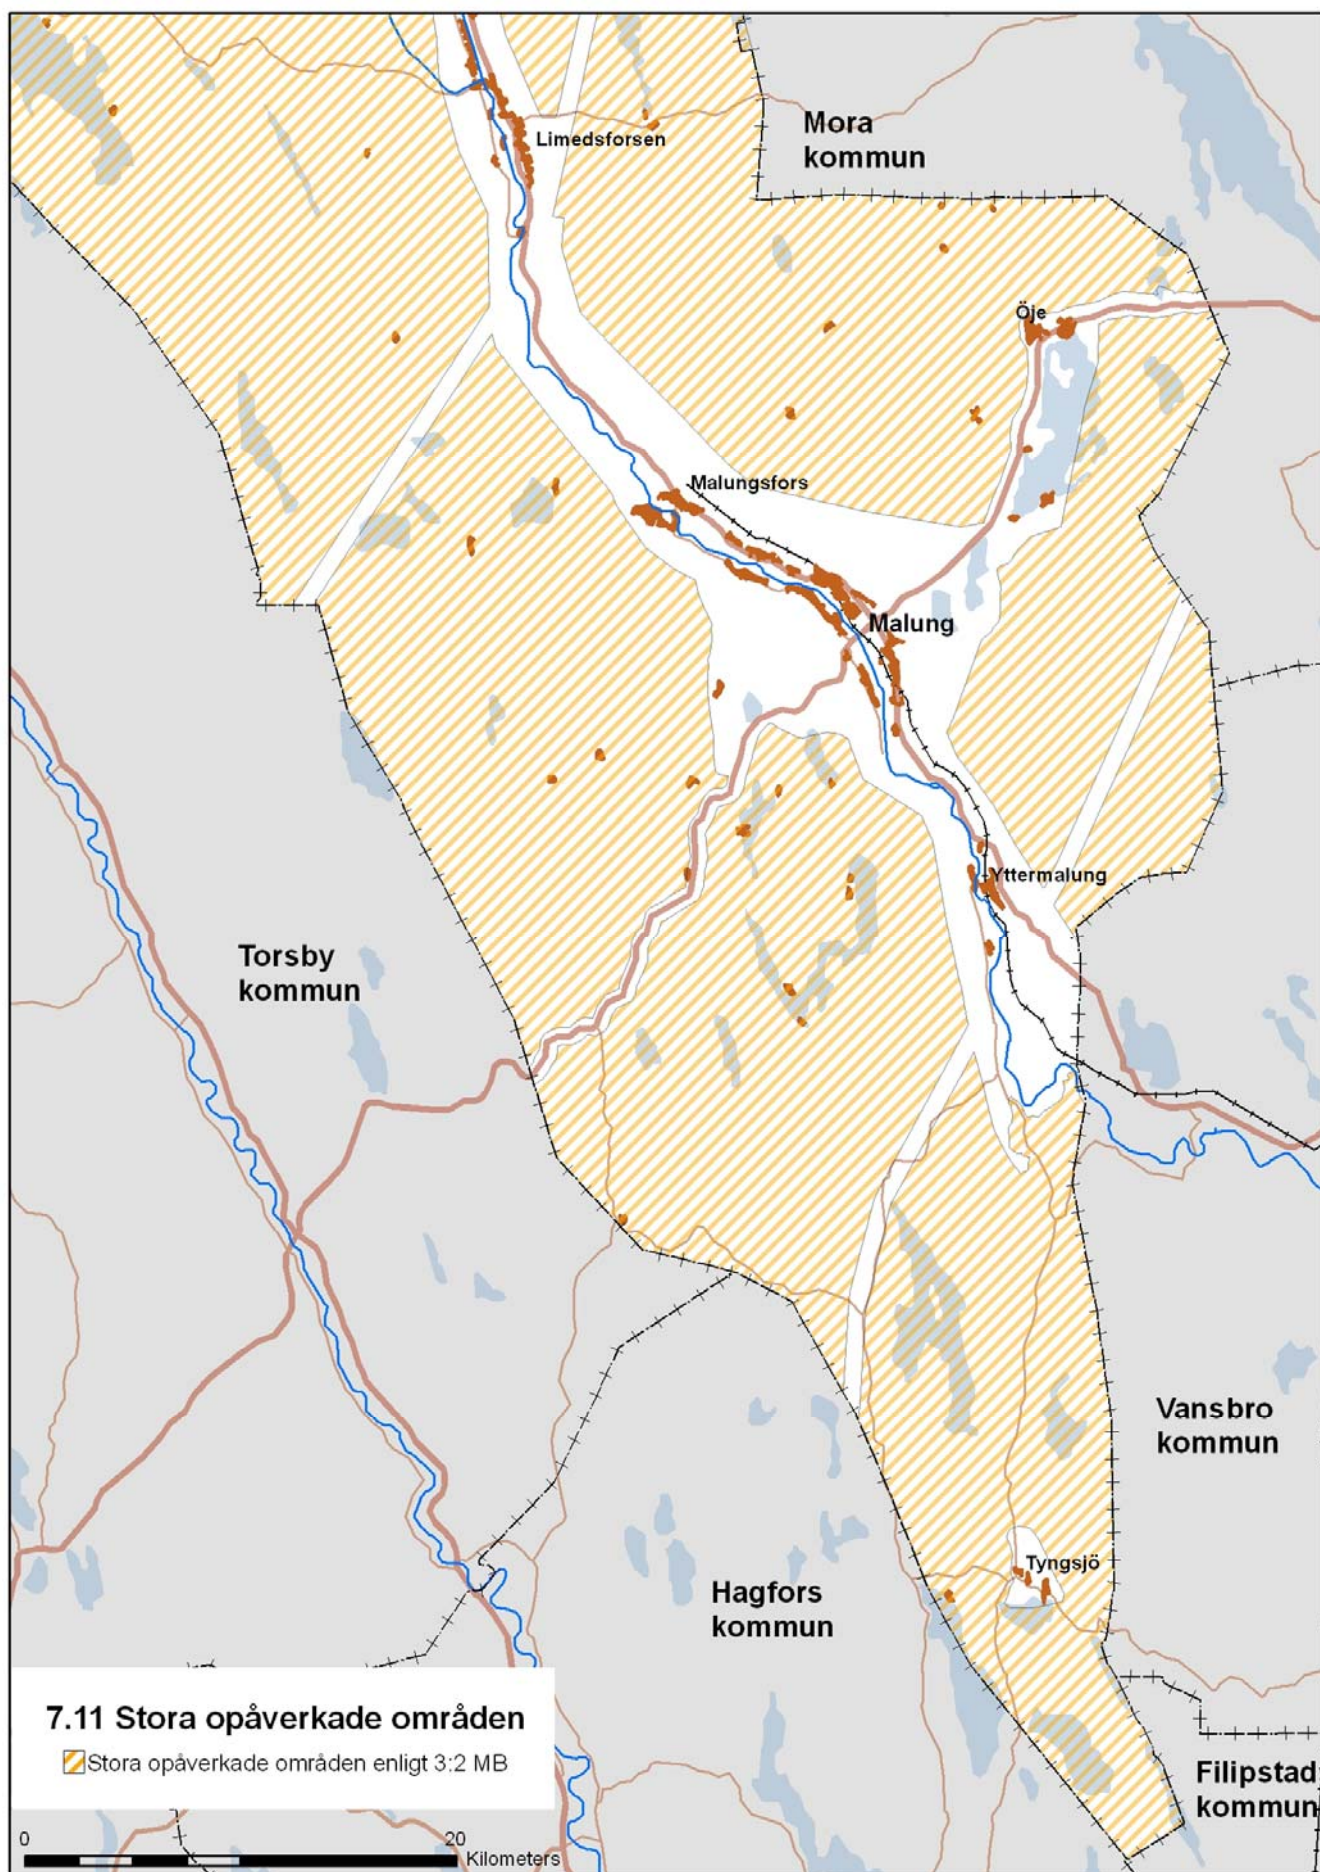 Mora
kommun
Limedsforsen
Öje
Malungsfors
Malung
Yttermalung
Torsby
kommun
Vansbro
kommun
Tyngsjö
Hagfors
kommun
7.11 Stora opåverkade områden
Stora opåverkade områden enligt 3:2 MB
Filipstad
kommun
0 20
Kilometers